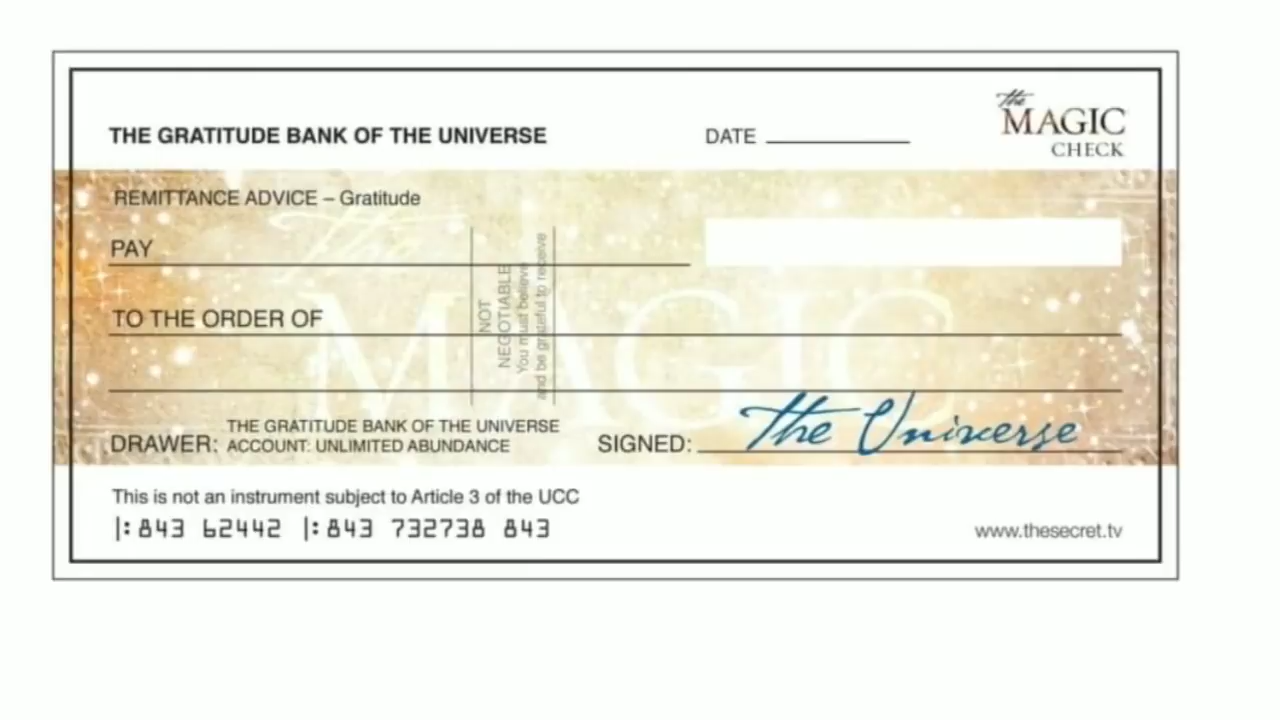 the
MAGIC
CHECK
THE GRATITUDE BANK OF THE UNIVERSE
DATE
REMITTANCE ADVICE – Gratitude
PAY
TO THE ORDER OF
NOT
NEGOTIABLE
You must believe
and be grateful to receive
MAGIC
THE GRATITUDE BANK OF THE UNIVERSE
DRAWER: ACCOUNT: UNLIMITED ABUNDANCE
SIGNED: the Universe
This is not an instrument subject to Article 3 of the UCC
|:843 62442 |:843 732738 843
www.thesecret.tv